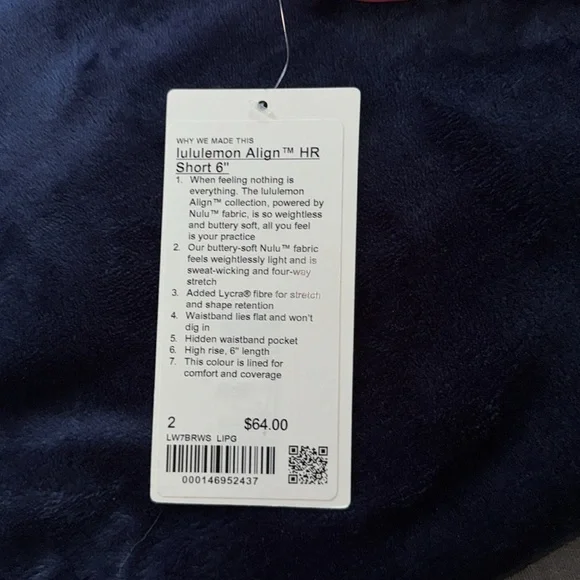 WHY WE MADE THIS
lululemon Align™ HR
Short 6"
1. When feeling nothing is
everything. The lululemon
Align™ collection, powered by
Nulu™ fabric, is so weightless
and buttery soft, all you feel
is your practice
2. Our buttery-soft Nulu™ fabric
feels weightlessly light and is
sweat-wicking and four-way
stretch
3. Added Lycra® fibre for stretch
and shape retention
4. Waistband lies flat and won't
dig in
5. Hidden waistband pocket
6. High rise, 6" length
7. This colour is lined for
comfort and coverage
2 $64.00
LW7BRWS LIPG
000146952437